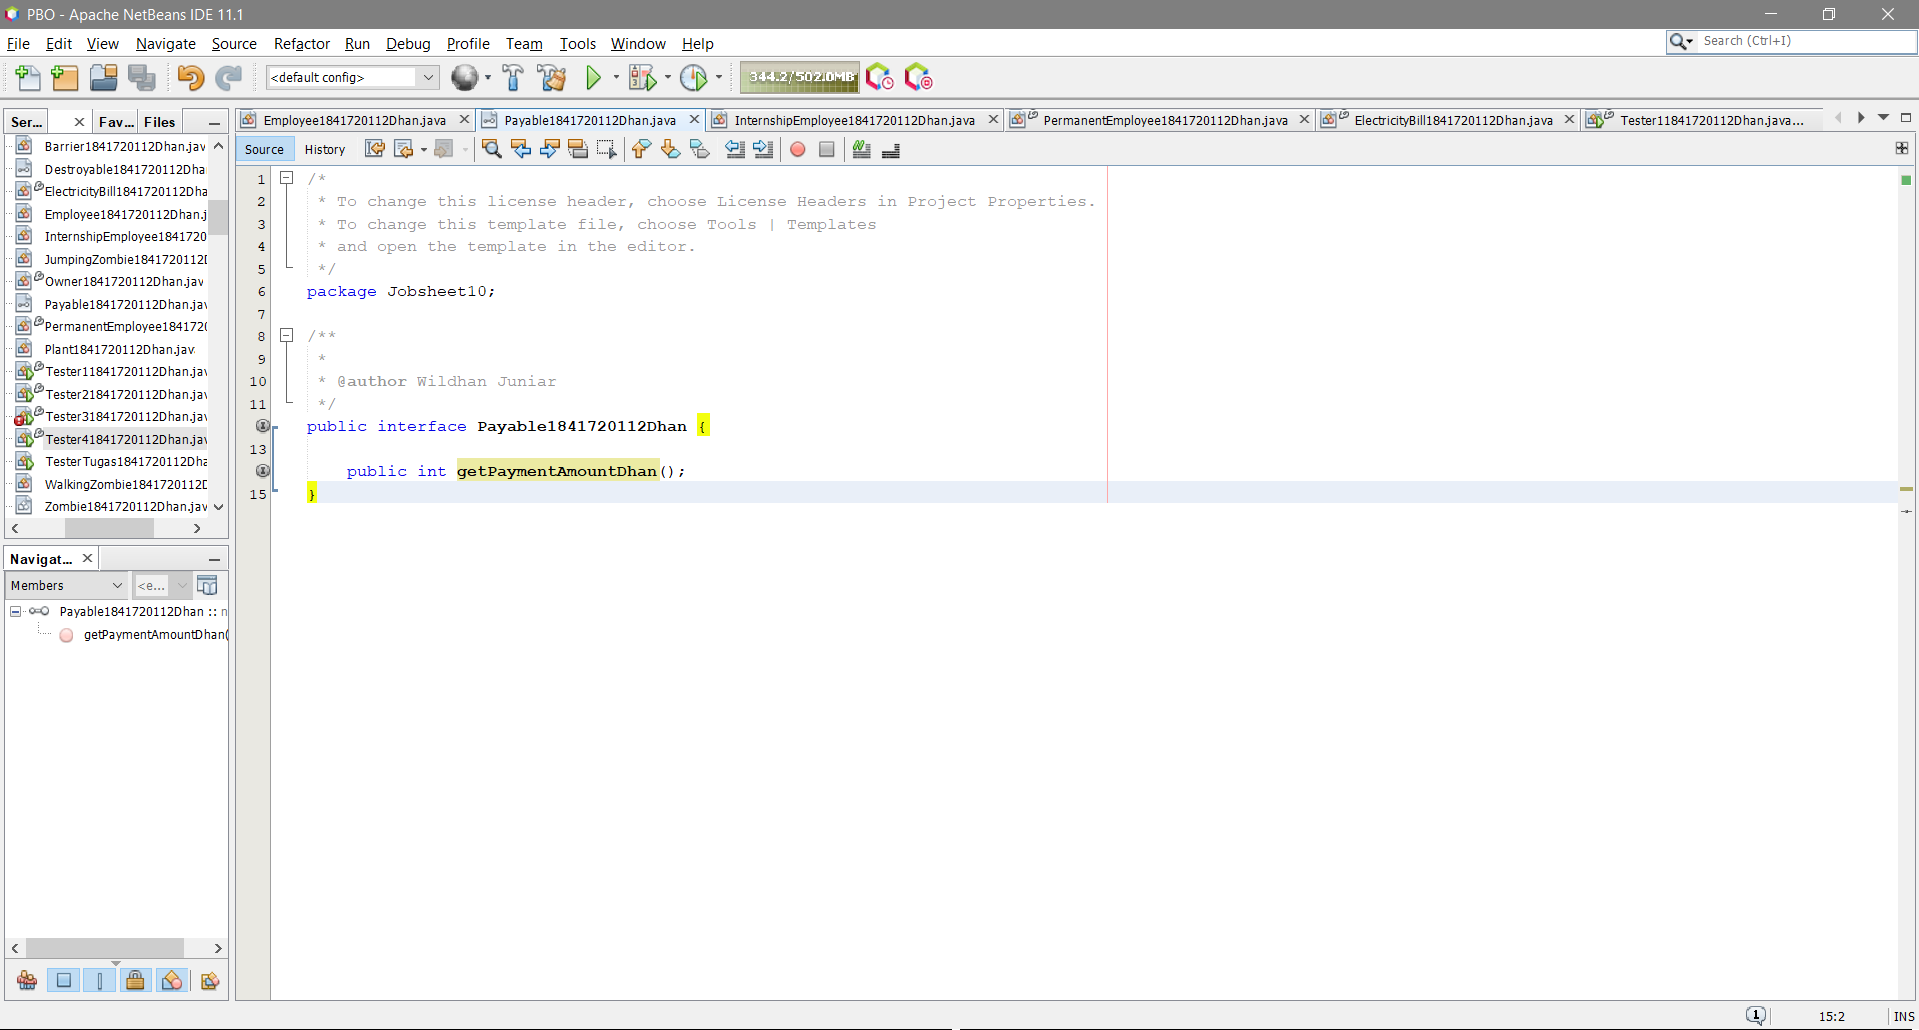 PBO - Apache NetBeans IDE 11.1
File Edit View Navigate Source Refactor Run Debug Profile Team Tools Window Help
Search (Ctrl+I)
<default config>
344.2/502.0MB
Ser... Fav... Files
Employee1841720112Dhan.java Payable1841720112Dhan.java InternshipEmployee1841720112Dhan.java PermanentEmployee1841720112Dhan.java ElectricityBill1841720112Dhan.java Tester11841720112Dhan.java...
Source History
Barrier1841720112Dhan.jav
Destroyable1841720112Dhan
ElectricityBill1841720112Dha
Employee1841720112Dhan.j
InternshipEmployee1841720
JumpingZombie1841720112D
Owner1841720112Dhan.jav
Payable1841720112Dhan.jav
PermanentEmployee184172
Plant1841720112Dhan.jav
Tester11841720112Dhan.jav
Tester21841720112Dhan.jav
Tester31841720112Dhan.jav
Tester41841720112Dhan.jav
TesterTugas1841720112Dha
WalkingZombie1841720112D
Zombie1841720112Dhan.jav
1 /*
2 * To change this license header, choose License Headers in Project Properties.
3 * To change this template file, choose Tools | Templates
4 * and open the template in the editor.
5 */
6 package Jobsheet10;
7
8 /**
9 *
10 * @author Wildhan Juniar
11 */
public interface Payable1841720112Dhan {
13
public int getPaymentAmountDhan();
15 }
Navigat...
Members <e...
Payable1841720112Dhan :: n
getPaymentAmountDhan(
1 15:2 INS